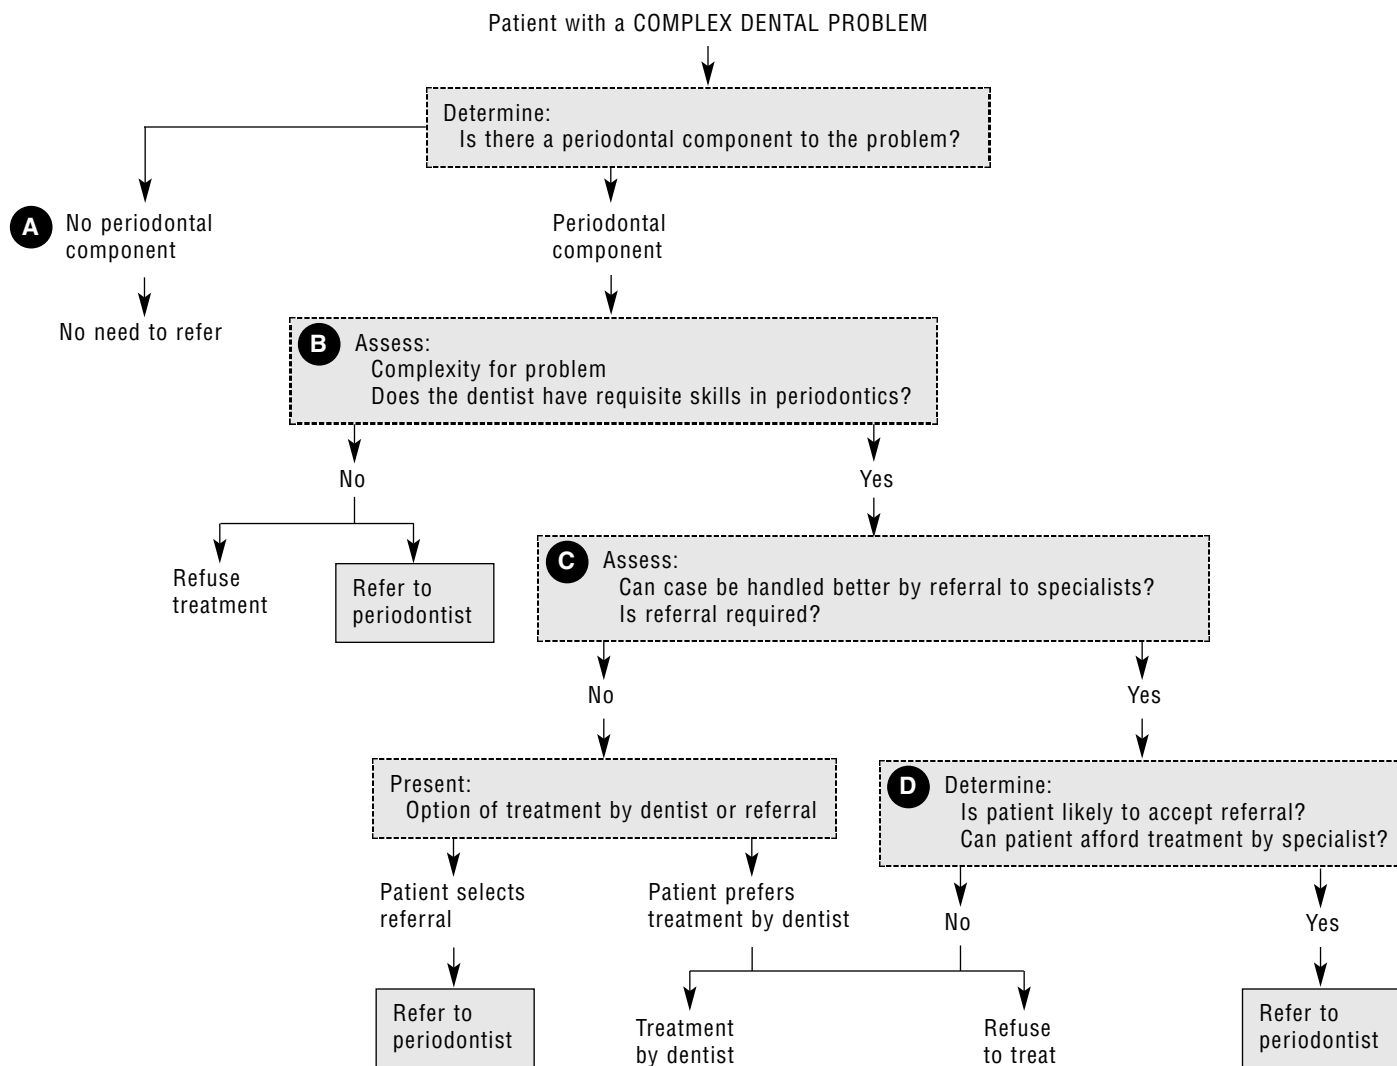 Patient with a COMPLEX DENTAL PROBLEM
Determine:
Is there a periodontal component to the problem?
A
No periodontal
component
Periodontal
component
No need to refer
B
Assess:
Complexity for problem
Does the dentist have requisite skills in periodontics?
No
Yes
Refuse
treatment
Refer to
periodontist
C
Assess:
Can case be handled better by referral to specialists?
Is referral required?
No
Yes
Present:
Option of treatment by dentist or referral
D
Determine:
Is patient likely to accept referral?
Can patient afford treatment by specialist?
Patient selects
referral
Patient prefers
treatment by dentist
No
Yes
Refer to
periodontist
Treatment
by dentist
Refuse
to treat
Refer to
periodontist